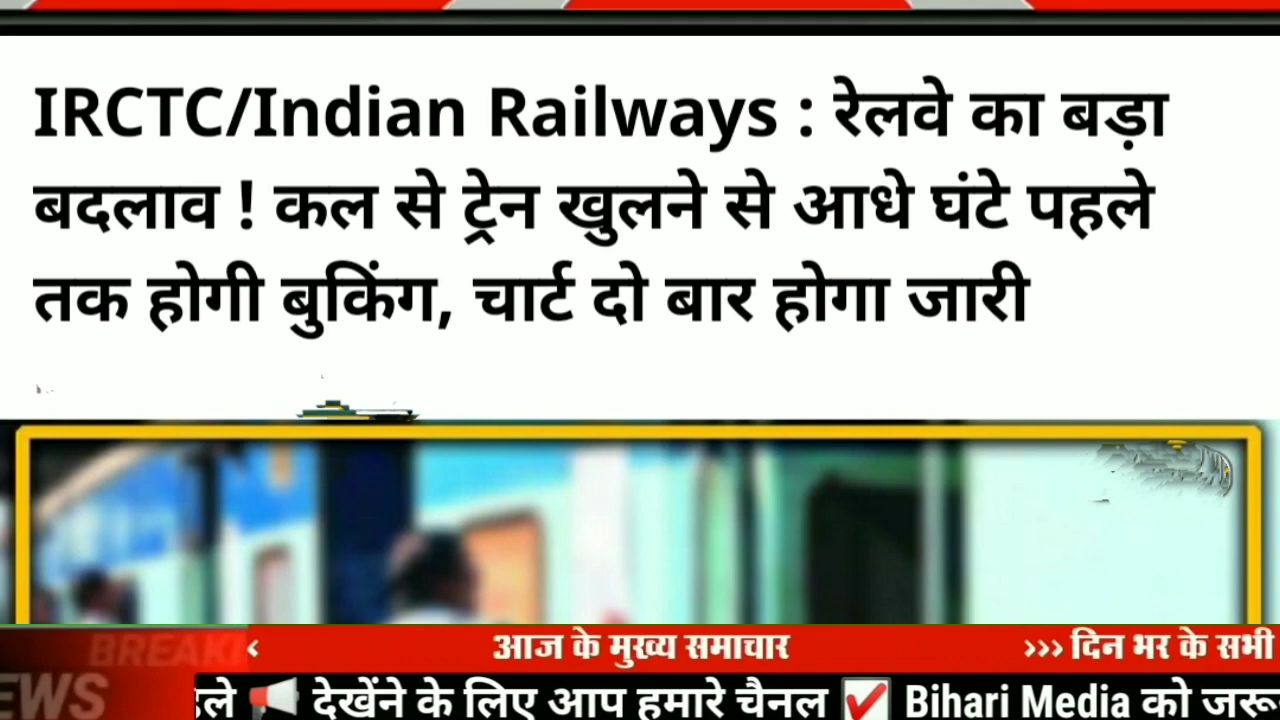 IRCTC/Indian Railways : रेलवे का बड़ा
बदलाव ! कल से ट्रेन खुलने से आधे घंटे पहले
तक होगी बुकिंग, चार्ट दो बार होगा जारी
‹ आज के मुख्य समाचार ››› दिन भर के सभी
देखेंने के लिए आप हमारे चैनल ✅ Bihari Media को